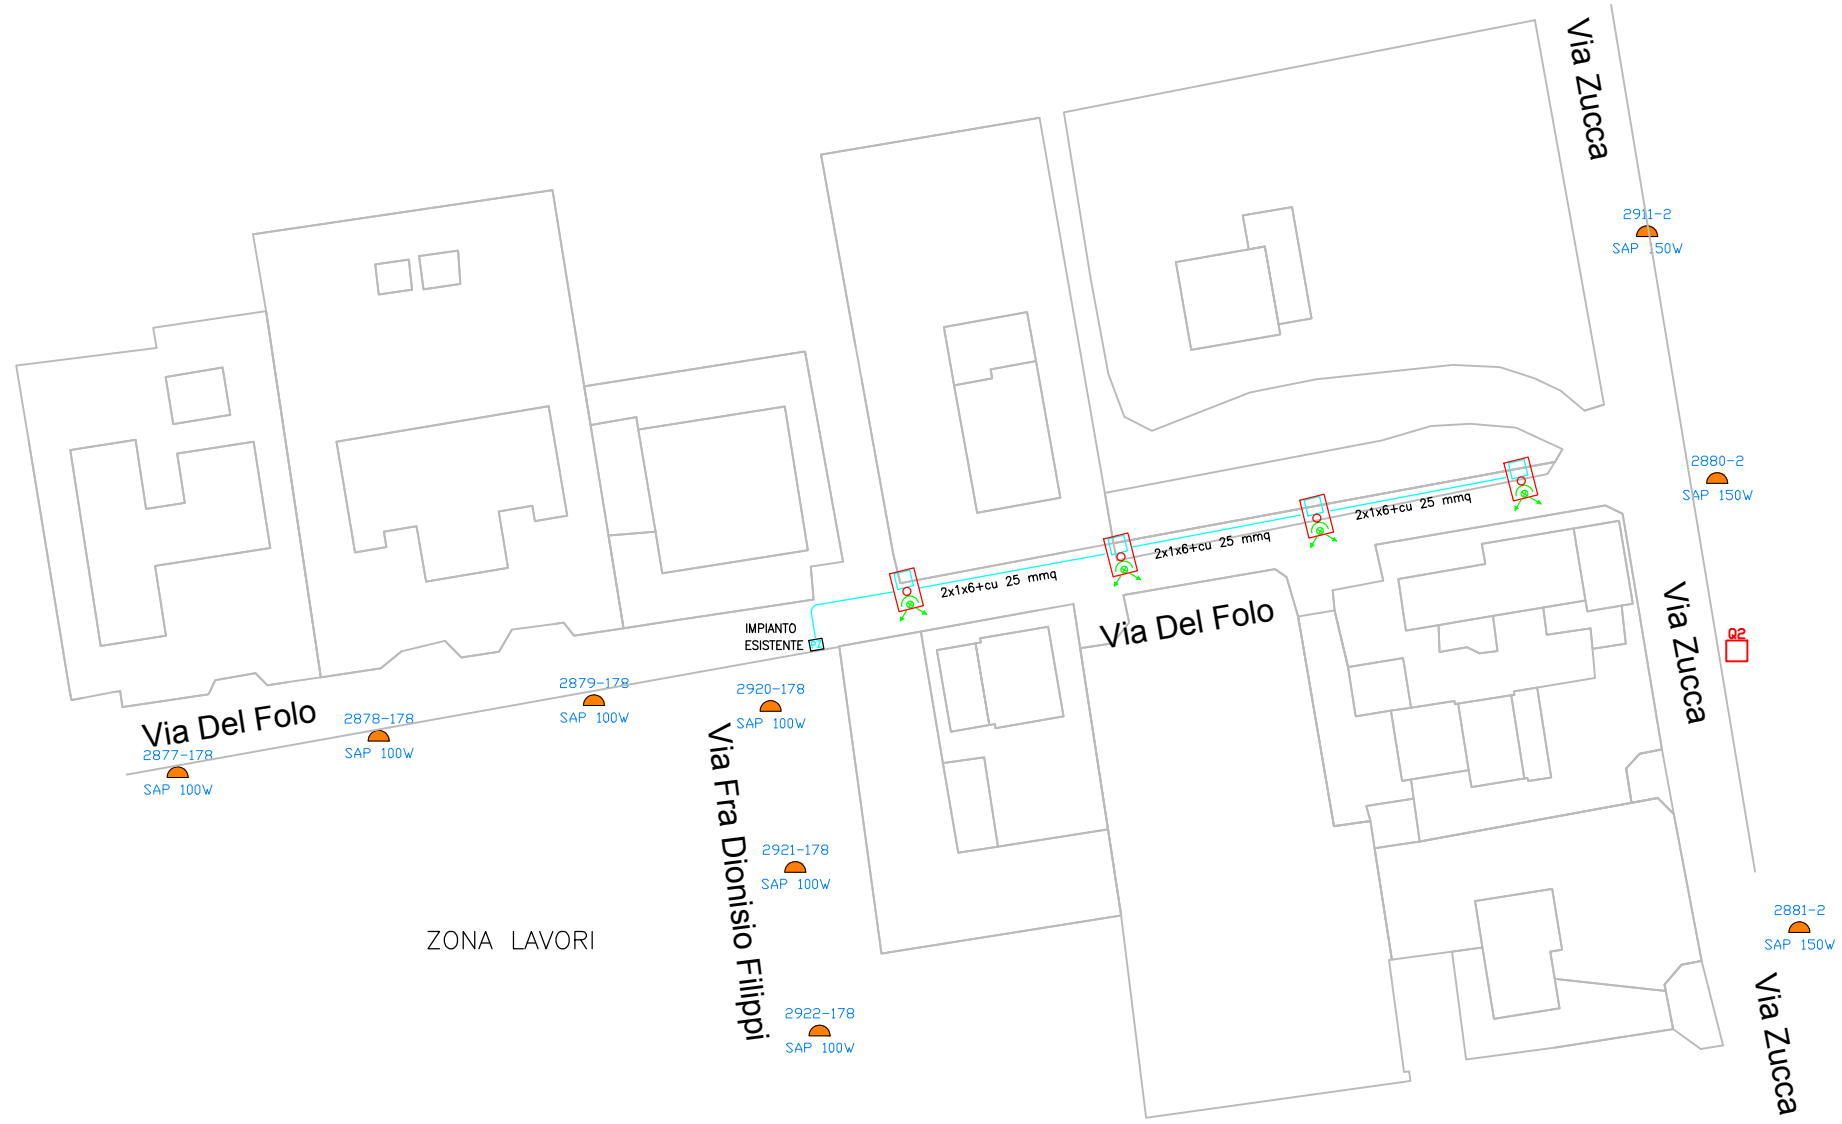 Via Zucca
2911-2
SAP 150W
2880-2
SAP 150W
2x1x6+cu 25 mmq
2x1x6+cu 25 mmq
2x1x6+cu 25 mmq
IMPIANTO
ESISTENTE
PZ
Via Del Folo
Via Zucca
Q2
2879-178
SAP 100W
2920-178
SAP 100W
Via Del Folo
2878-178
SAP 100W
2877-178
SAP 100W
Via Fra Dionisio Filippi
2921-178
SAP 100W
ZONA LAVORI
2881-2
SAP 150W
2922-178
SAP 100W
Via Zucca